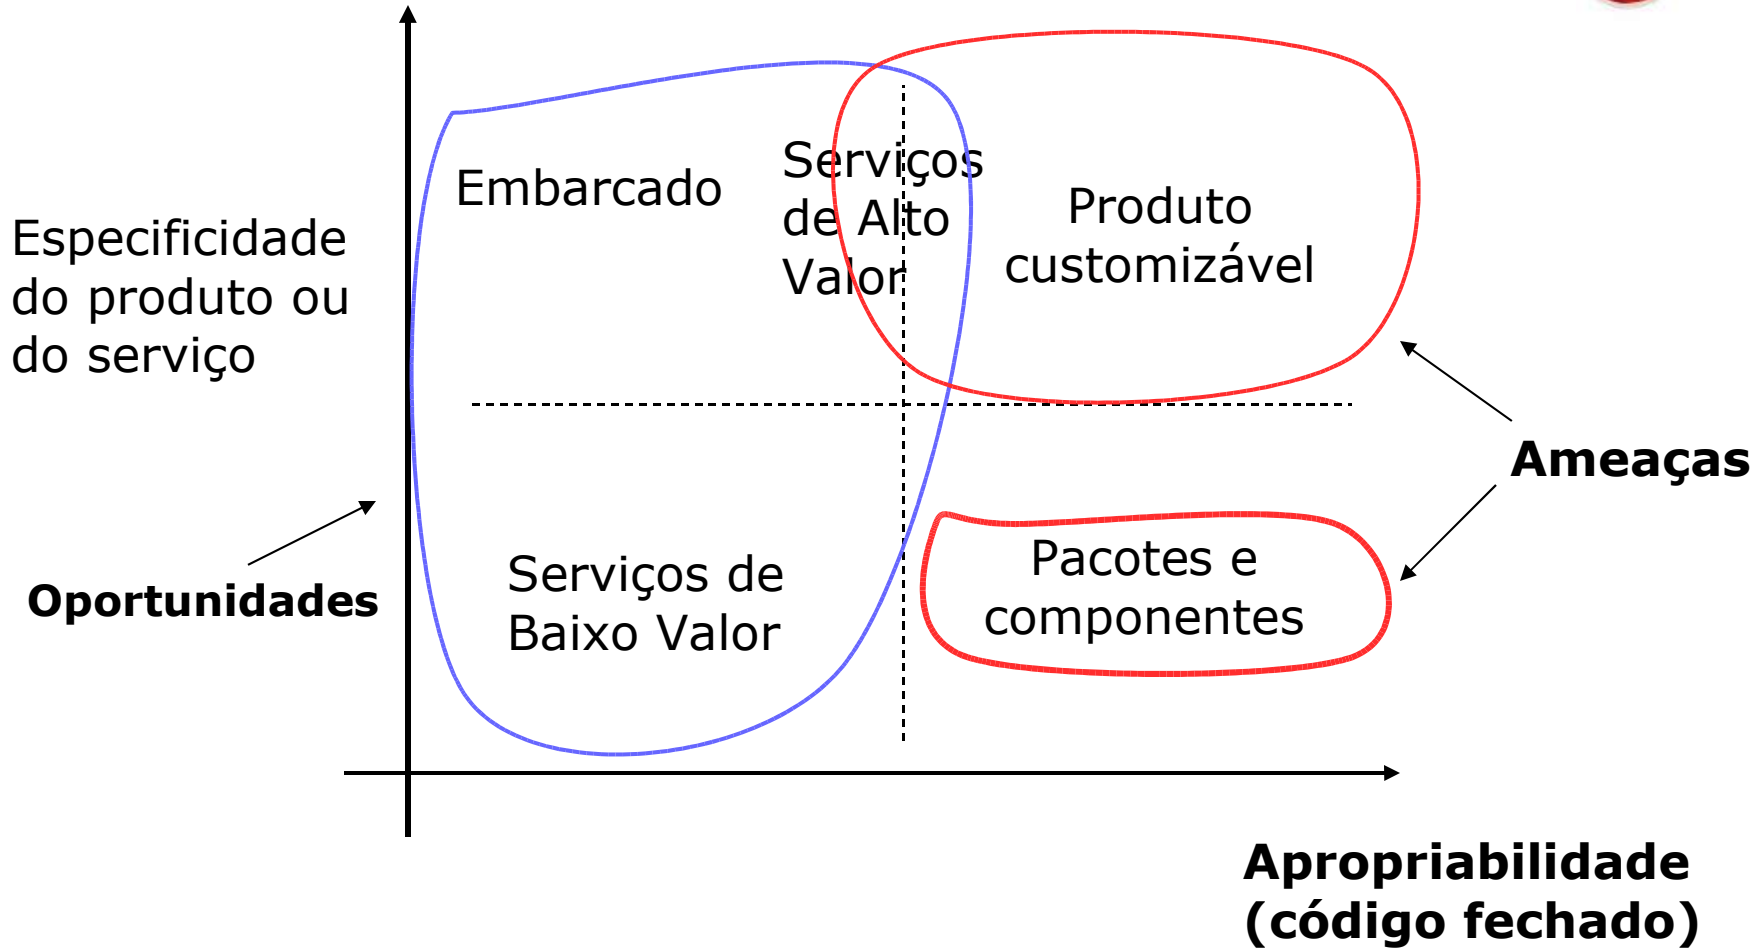 Especificidade
do produto ou
do serviço
Oportunidades
Embarcado
Serviços
de Alto
Valor
Produto
customizável
Serviços de
Baixo Valor
Pacotes e
componentes
Ameaças
Apropriabilidade
(código fechado)